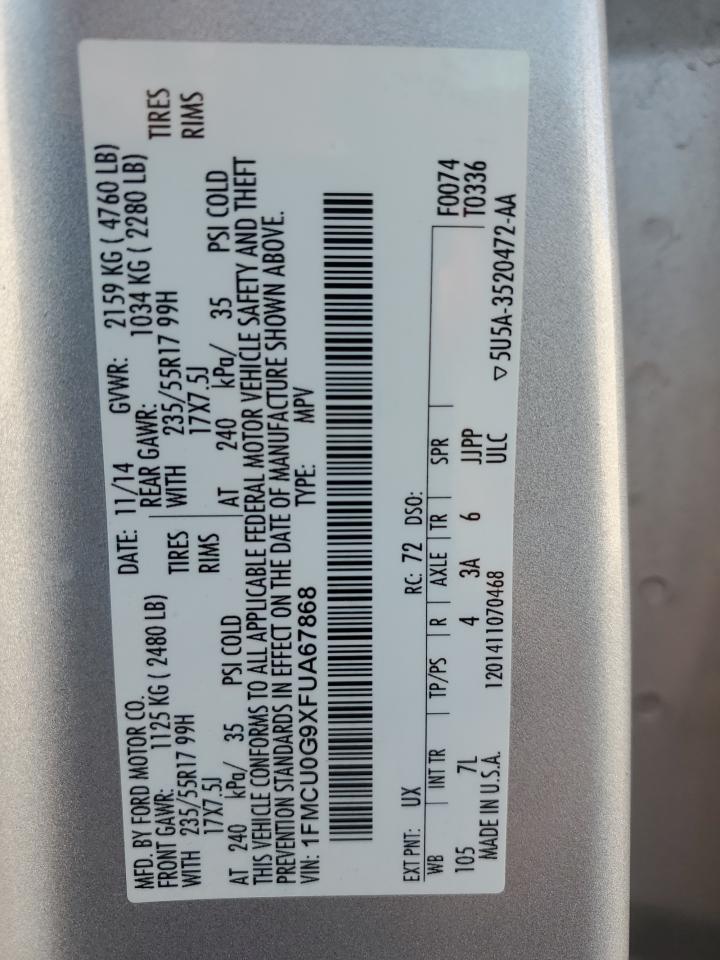 MFD. BY FORD MOTOR CO. DATE: 11/14 GVWR: 2159 KG ( 4760 LB)
FRONT GAWR: 1125 KG ( 2480 LB) REAR GAWR: 1034 KG ( 2280 LB)
WITH 235/55R17 99H TIRES WITH 235/55R17 99H TIRES
17X7.5J RIMS 17X7.5J RIMS
AT 240 kPa/ 35 PSI COLD AT 240 kPa/ 35 PSI COLD
THIS VEHICLE CONFORMS TO ALL APPLICABLE FEDERAL MOTOR VEHICLE SAFETY AND THEFT
PREVENTION STANDARDS IN EFFECT ON THE DATE OF MANUFACTURE SHOWN ABOVE.
VIN: 1FMCU0G9XFUA67868 TYPE: MPV
EXT PNT: UX RC: 72 DSO:
WB INT TR TP/PS R AXLE TR SPR F0074
105 7L 4 3A 6 JJPP T0336
ULC
MADE IN U.S.A. 1201411070468 ▽5U5A-3520472-AA